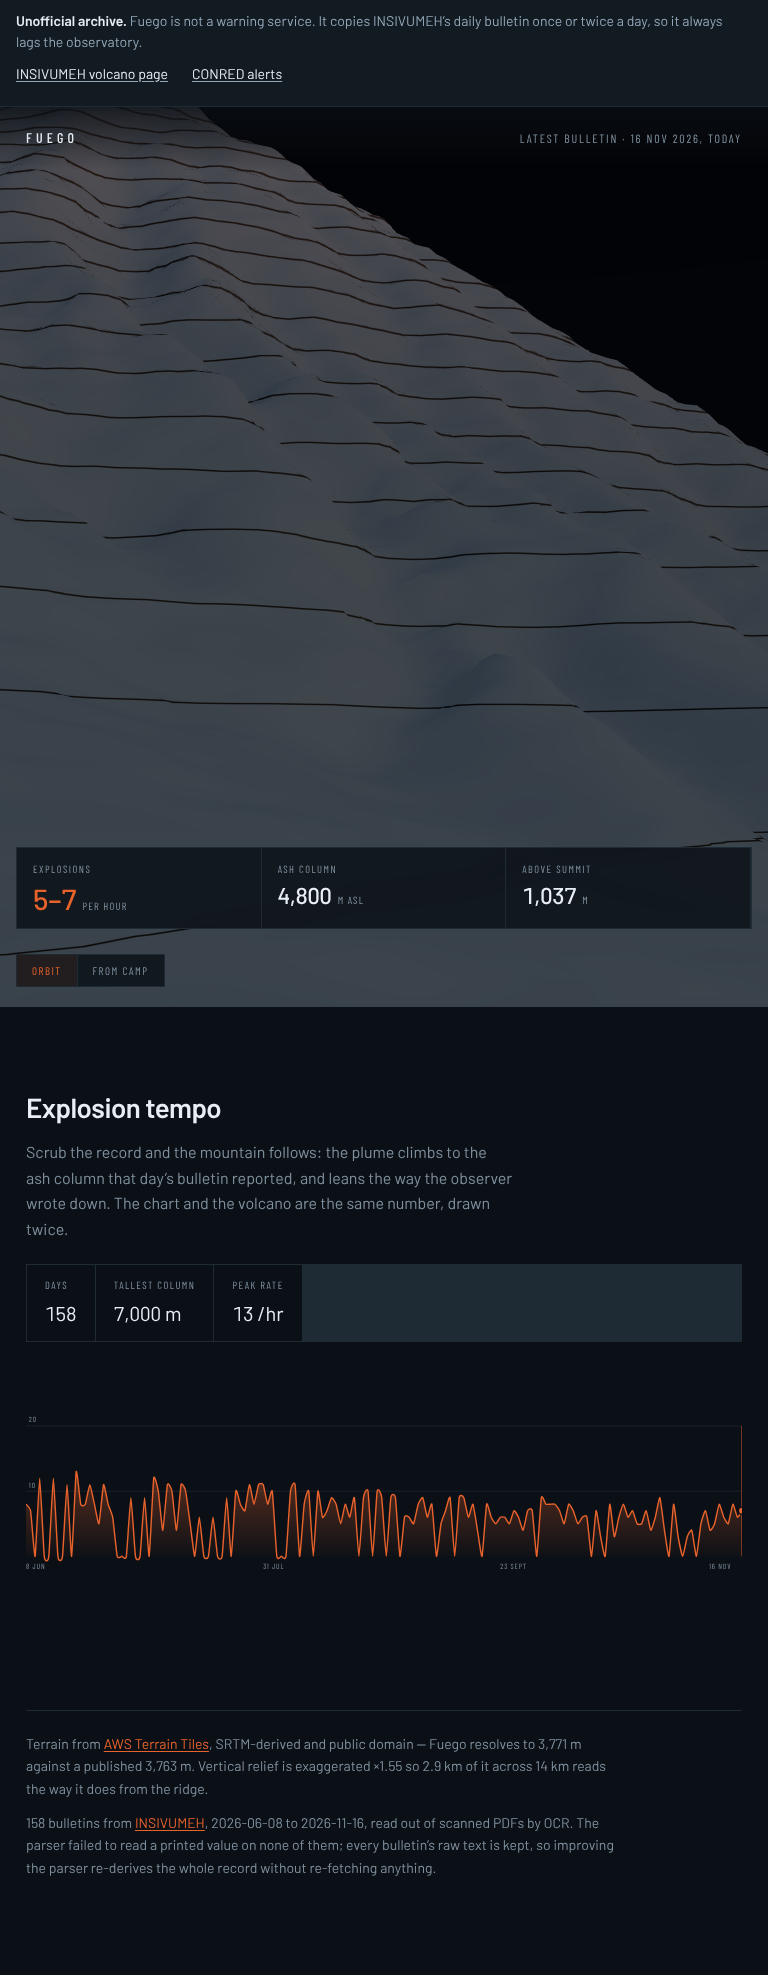 Unofficial archive. Fuego is not a warning service. It copies INSIVUMEH's daily bulletin once or twice a day, so it always
lags the observatory.
INSIVUMEH volcano page CONRED alerts
FUEGO
LATEST BULLETIN · 16 NOV 2026, TODAY
EXPLOSIONS
5–7 PER HOUR
ASH COLUMN
4,800 M ASL
ABOVE SUMMIT
1,037 M
ORBIT FROM CAMP
Explosion tempo
Scrub the record and the mountain follows: the plume climbs to the
ash column that day's bulletin reported, and leans the way the observer
wrote down. The chart and the volcano are the same number, drawn
twice.
DAYS
158
TALLEST COLUMN
7,000 m
PEAK RATE
13 /hr
20
10
8 JUN 31 JUL 23 SEPT 16 NOV
Terrain from AWS Terrain Tiles, SRTM-derived and public domain — Fuego resolves to 3,771 m
against a published 3,763 m. Vertical relief is exaggerated ×1.55 so 2.9 km of it across 14 km reads
the way it does from the ridge.
158 bulletins from INSIVUMEH, 2026-06-08 to 2026-11-16, read out of scanned PDFs by OCR. The
parser failed to read a printed value on none of them; every bulletin's raw text is kept, so improving
the parser re-derives the whole record without re-fetching anything.